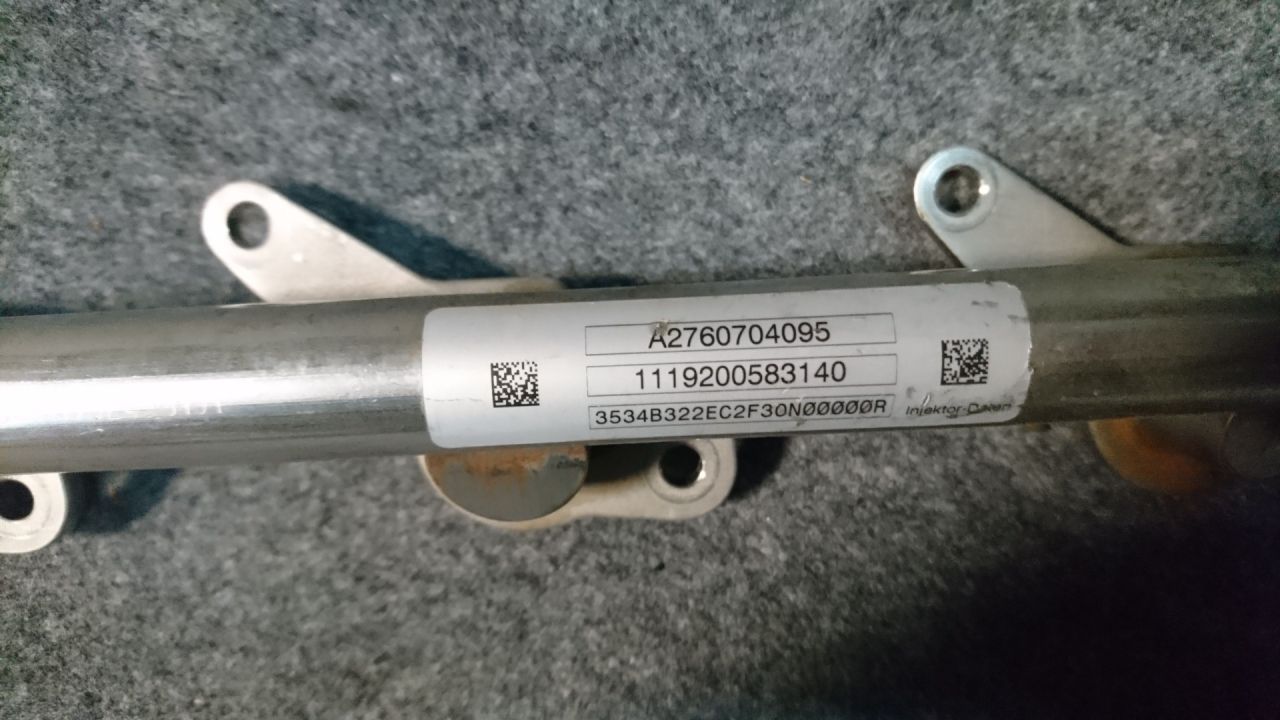 A2760704095
1119200583140
3534B322EC2F30NØØØØØR
Injektor-Daten